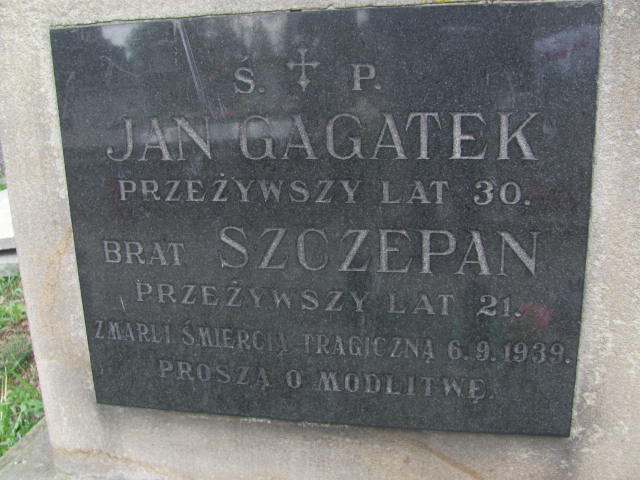 Ś. P.
JAN GAGATEK
PRZEŻYWSZY LAT 30.
BRAT SZCZEPAN
PRZEŻYWSZY LAT 21.
ZMARLI ŚMIERCIĄ TRAGICZNĄ 6.9.1939.
PROSZĄ O MODLITWĘ.